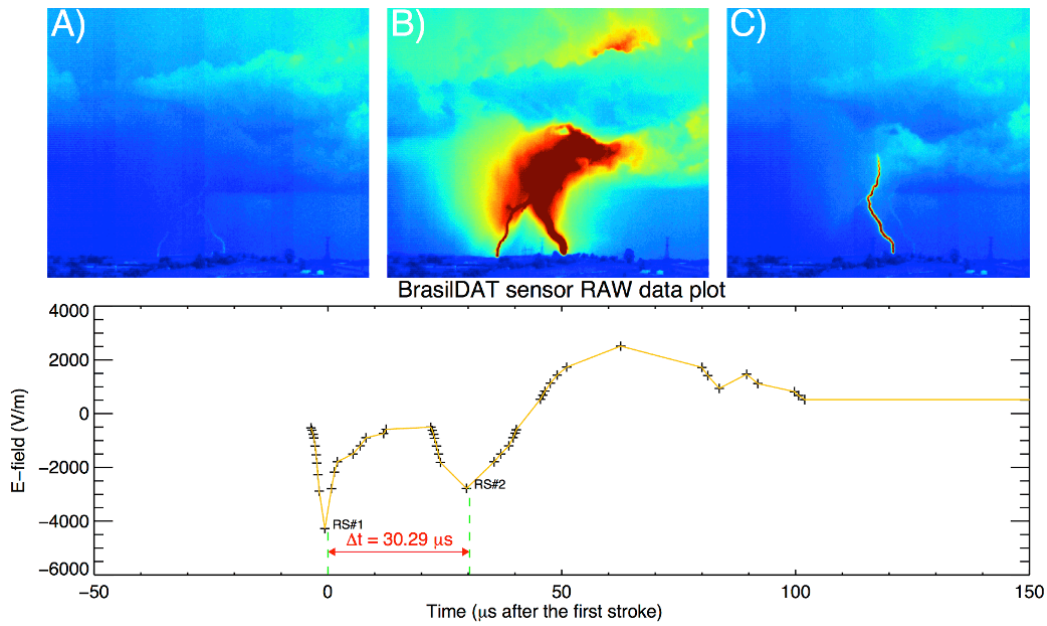 A)
B)
C)
BrasilDAT sensor RAW data plot
4000
2000
0
−2000
−4000
−6000
E-field (V/m)
RS#1
RS#2
Δt = 30.29 μs
−50
0
50
100
150
Time (μs after the first stroke)